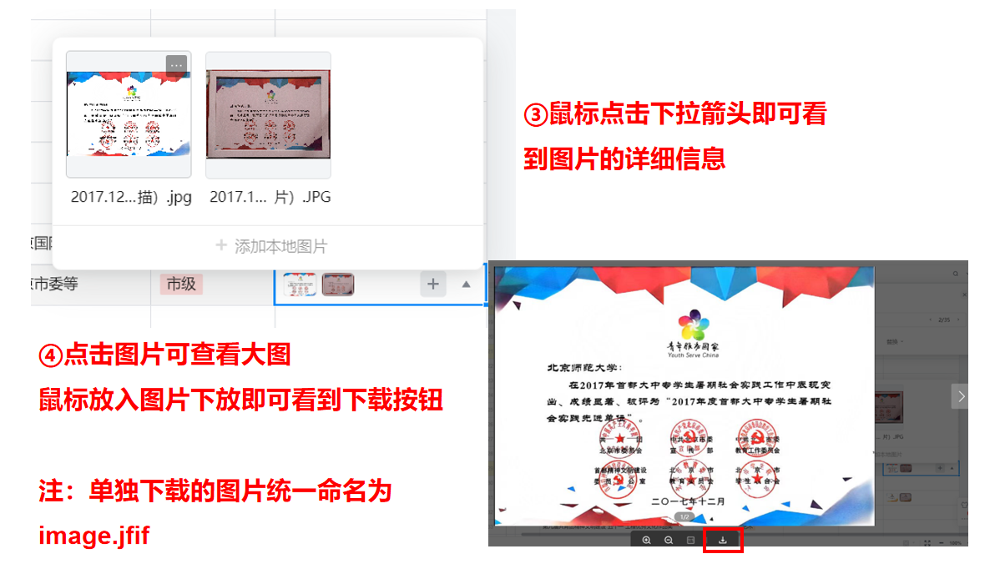 2017.12...描）.jpg
2017.1... 片）.JPG
+ 添加本地图片
京国际
京市委等
市级
③鼠标点击下拉箭头即可看
到图片的详细信息
④点击图片可查看大图
鼠标放入图片下放即可看到下载按钮
注：单独下载的图片统一命名为
image.jfif
青年服务国家
Youth Serve China
北京师范大学：
在2017年首都大中专学生暑期社会实践工作中表现突
出、成绩显著、被评为“2017年度首都大中专学生暑期社
会实践先进单位”。
共青团
北京市委员会
中共北京市委
宣传部
中共北京市委
教育工作委员会
首都精神文明建设
委员会办公室
北京市
教育委员会
北京市
学生联合会
二〇一七年十二月
1/2
2/35
替换
片）.JPG
100%